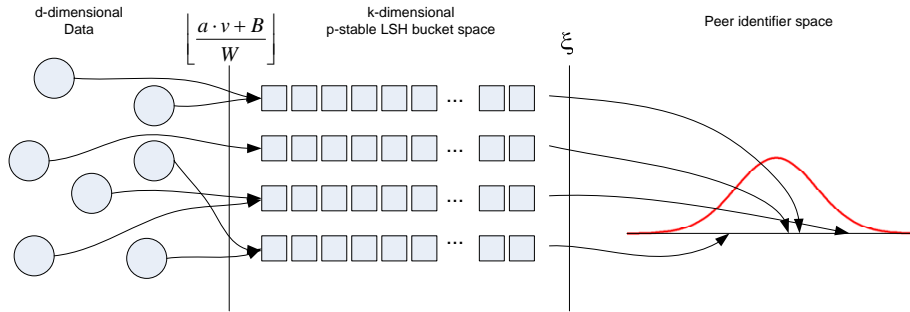 d-dimensional
Data
⌊(a · v + B) / W⌋
k-dimensional
p-stable LSH bucket space
ξ
Peer identifier space
...
...
...
...